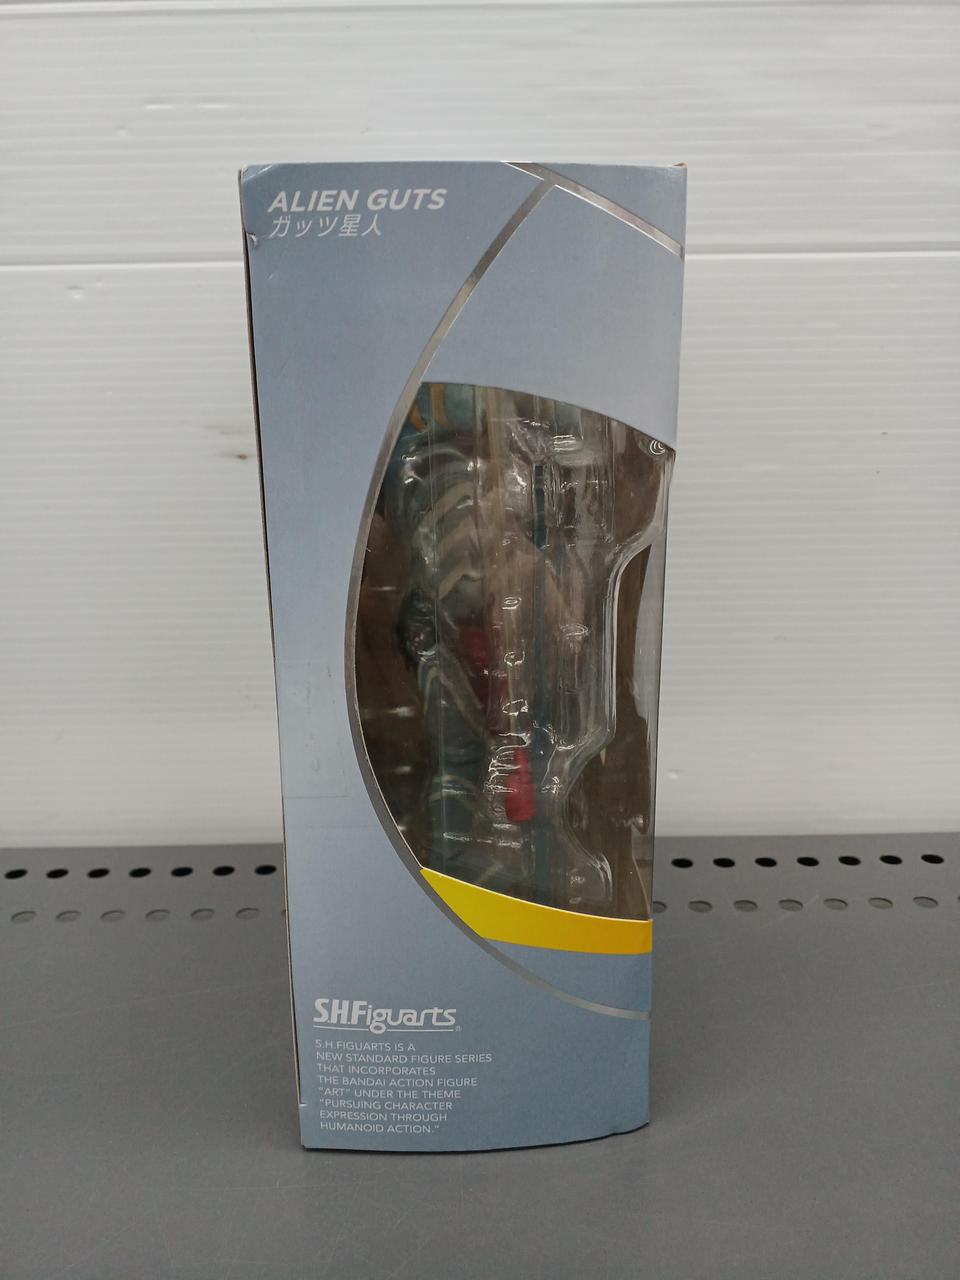 ALIEN GUTS
ガッツ星人
S.H.Figuarts®
S.H.FIGUARTS IS A
NEW STANDARD FIGURE SERIES
THAT INCORPORATES
THE BANDAI ACTION FIGURE
"ART" UNDER THE THEME
"PURSUING CHARACTER
EXPRESSION THROUGH
HUMANOID ACTION."